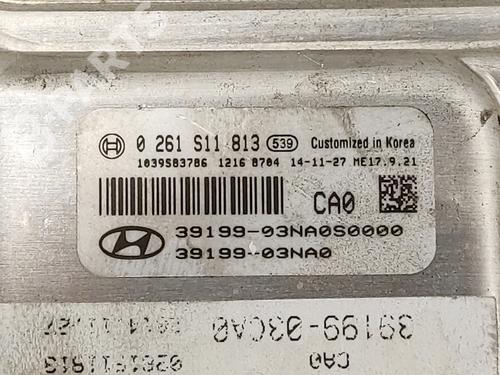 0 261 S11 813 539 Customized in Korea
1039S83786 1216 8704 14-11-27 ME17.9.21
CA0
39199-03NA0S0000
39199-03NA0
39199-03CA0
CA0